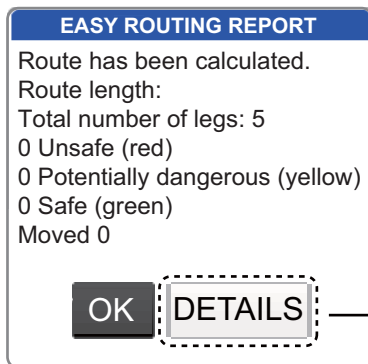 EASY ROUTING REPORT
Route has been calculated.
Route length:
Total number of legs: 5
0 Unsafe (red)
0 Potentially dangerous (yellow)
0 Safe (green)
Moved 0
OK DETAILS